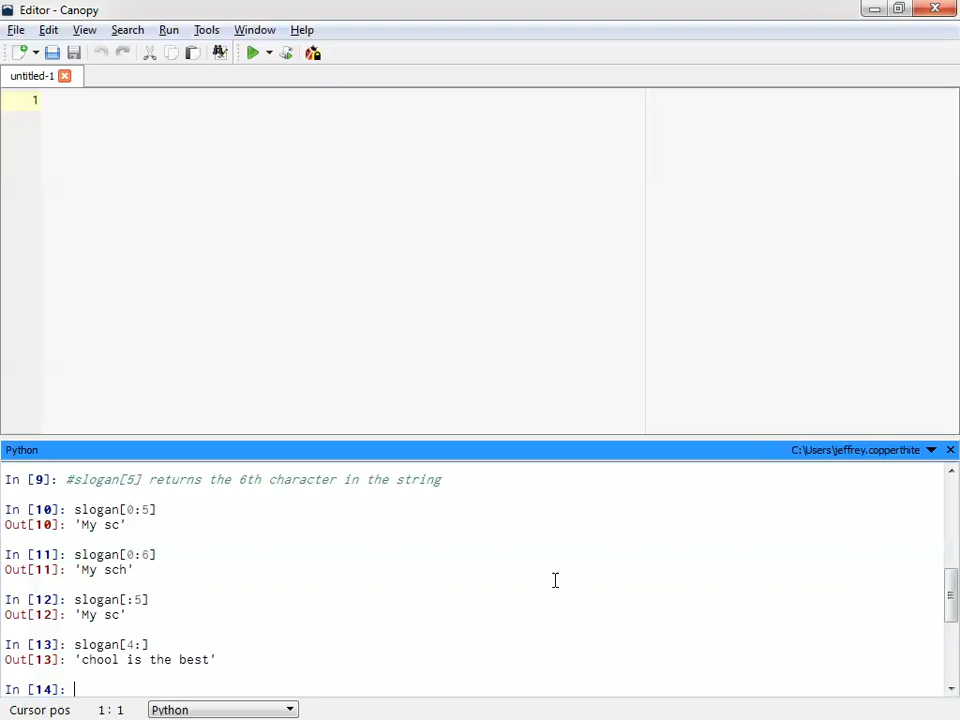 Editor - Canopy
File Edit View Search Run Tools Window Help
untitled-1
1
Python C:\Users\jeffrey.copperthite
In [9]: #slogan[5] returns the 6th character in the string
In [10]: slogan[0:5]
Out[10]: 'My sc'
In [11]: slogan[0:6]
Out[11]: 'My sch'
In [12]: slogan[:5]
Out[12]: 'My sc'
In [13]: slogan[4:]
Out[13]: 'chool is the best'
In [14]:
Cursor pos 1: 1 Python